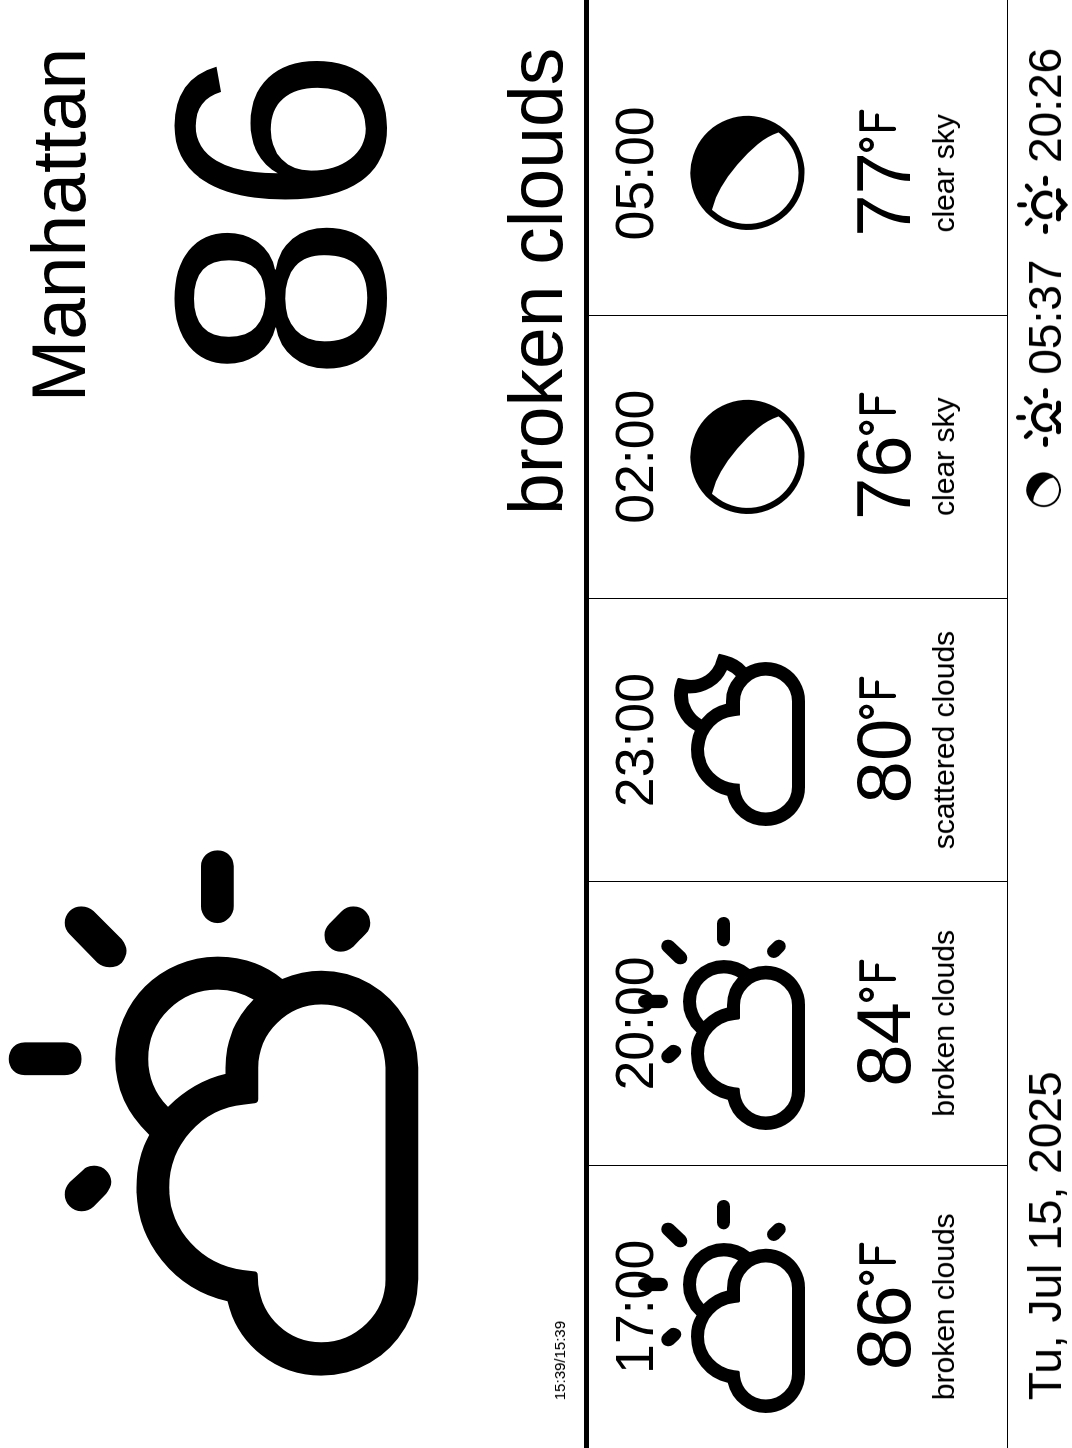 Manhattan
86
broken clouds
15:39/15:39
17:00 20:00 23:00 02:00 05:00
86°F 84°F 80°F 76°F 77°F
broken clouds broken clouds scattered clouds clear sky clear sky
Tu, Jul 15, 2025 05:37 20:26